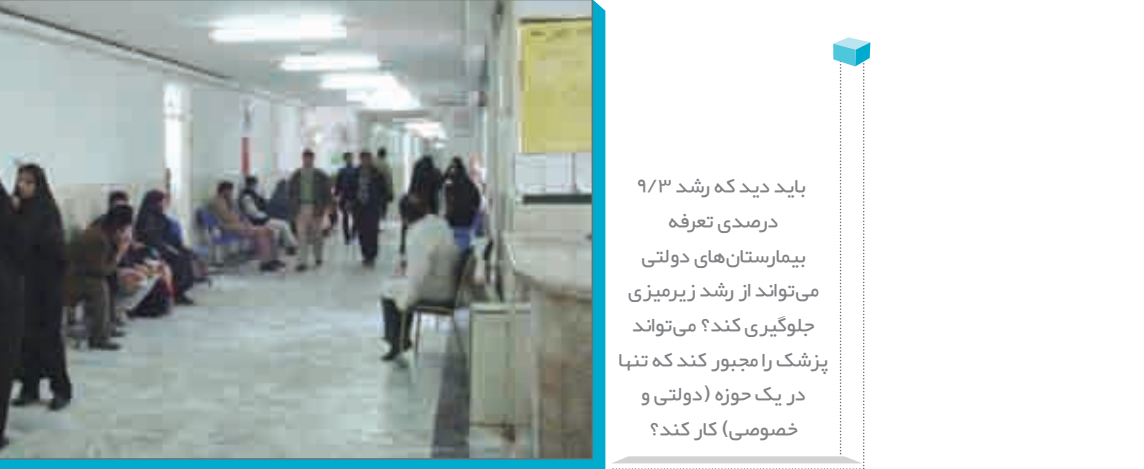 باید دید که رشد ۹/۳
درصدی تعرفه
بیمارستان‌های دولتی
می‌تواند از رشد زیرمیزی
جلوگیری کند؟ می‌تواند
پزشک را مجبور کند که تنها
در یک حوزه (دولتی و
خصوصی) کار کند؟